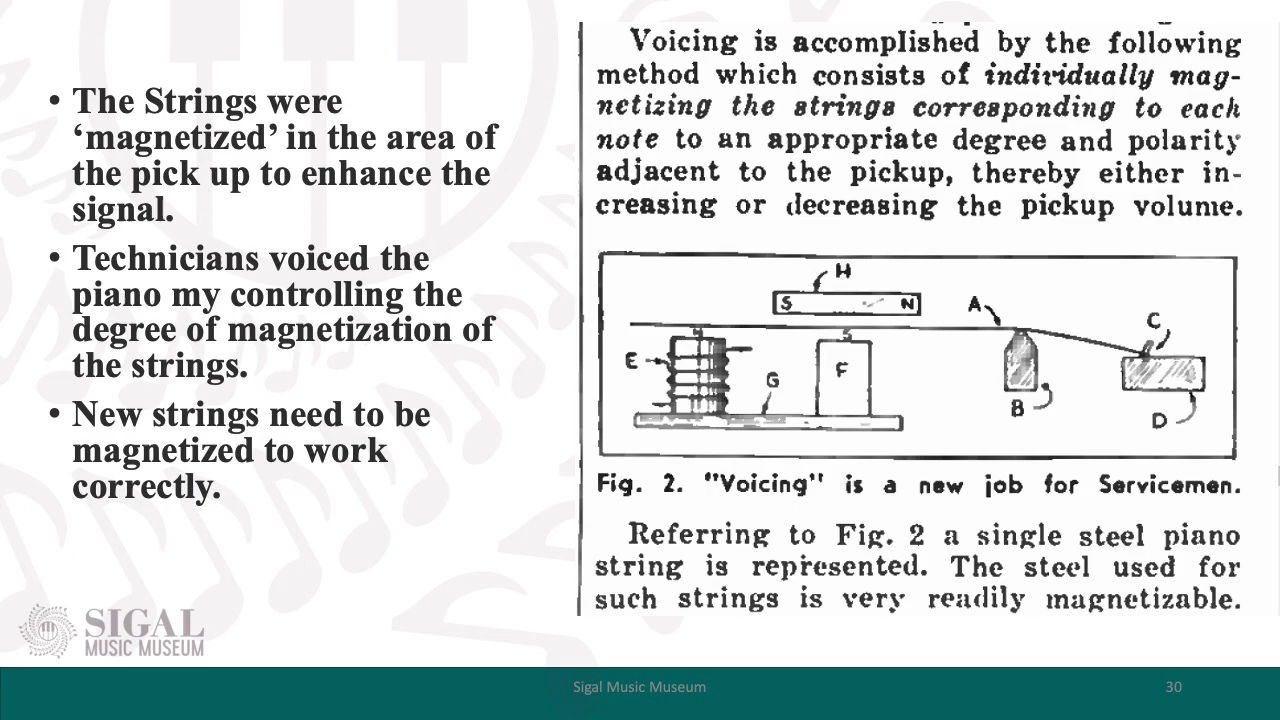 • The Strings were
‘magnetized’ in the area of
the pick up to enhance the
signal.
• Technicians voiced the
piano my controlling the
degree of magnetization of
the strings.
• New strings need to be
magnetized to work
correctly.
Voicing is accomplished by the following
method which consists of individually mag-
netizing the strings corresponding to each
note to an appropriate degree and polarity
adjacent to the pickup, thereby either in-
creasing or decreasing the pickup volume.
H
S N
A
C
E
N
S
F
G
B
D
Fig. 2. "Voicing" is a new job for Servicemen.
Referring to Fig. 2 a single steel piano
string is represented. The steel used for
such strings is very readily magnetizable.
SIGAL
MUSIC MUSEUM
Sigal Music Museum
30